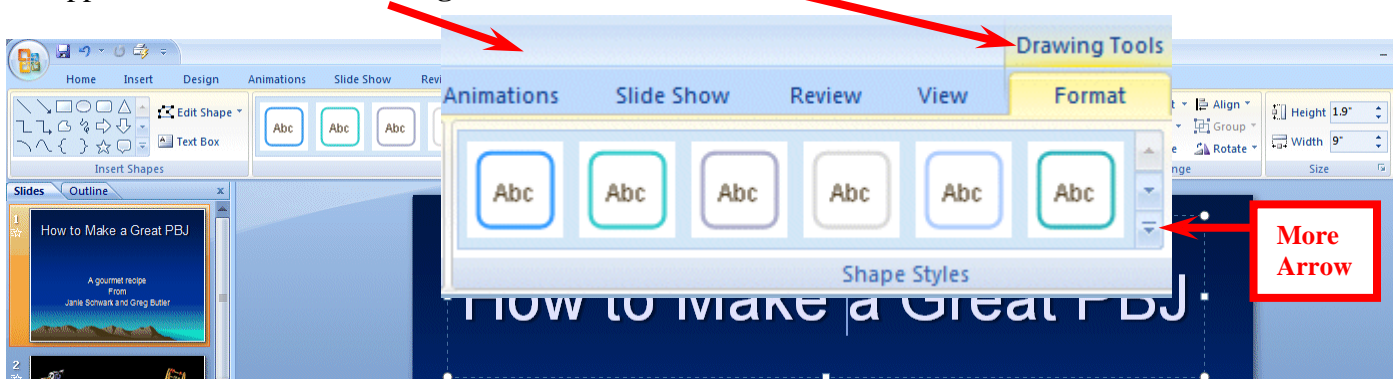 Drawing Tools
Home Insert Design Animations Slide Show
Animations Slide Show Review View Format
Edit Shape
Text Box
Insert Shapes
Abc Abc Abc
Abc Abc Abc Abc Abc Abc
Shape Styles
Align
Group
Rotate
Height 1.9"
Width 9"
Size
Slides Outline x
1
How to Make a Great PBJ
A gourmet recipe
From
Janie Schwark and Greg Butler
2
How to Make a Great PBJ
More
Arrow